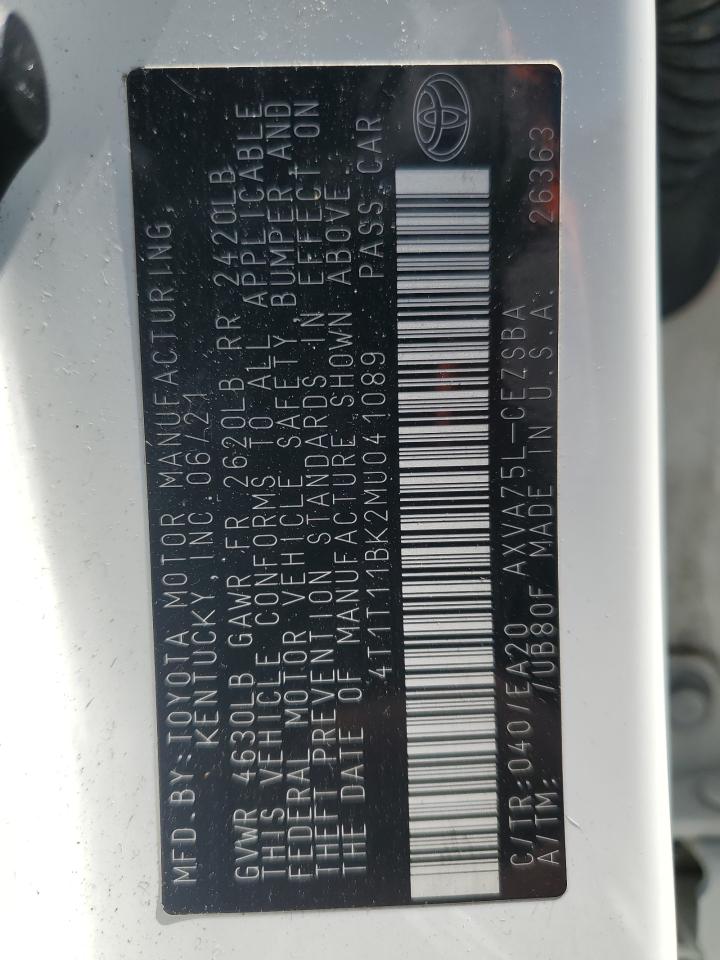 MFD.BY:TOYOTA MOTOR MANUFACTURING,
KENTUCKY, INC.06/21
GVWR 4630LB GAWR FR 2620LB RR 2420LB
THIS VEHICLE CONFORMS TO ALL APPLICABLE
FEDERAL MOTOR VEHICLE SAFETY, BUMPER, AND
THEFT PREVENTION STANDARDS IN EFFECT ON
THE DATE OF MANUFACTURE SHOWN ABOVE.
4T1T11BK2MU041089 PASS.CAR
C/TR:040/EA20 AXVA75L-CEZSBA
A/TM: /UB80F MADE IN U.S.A. 26363